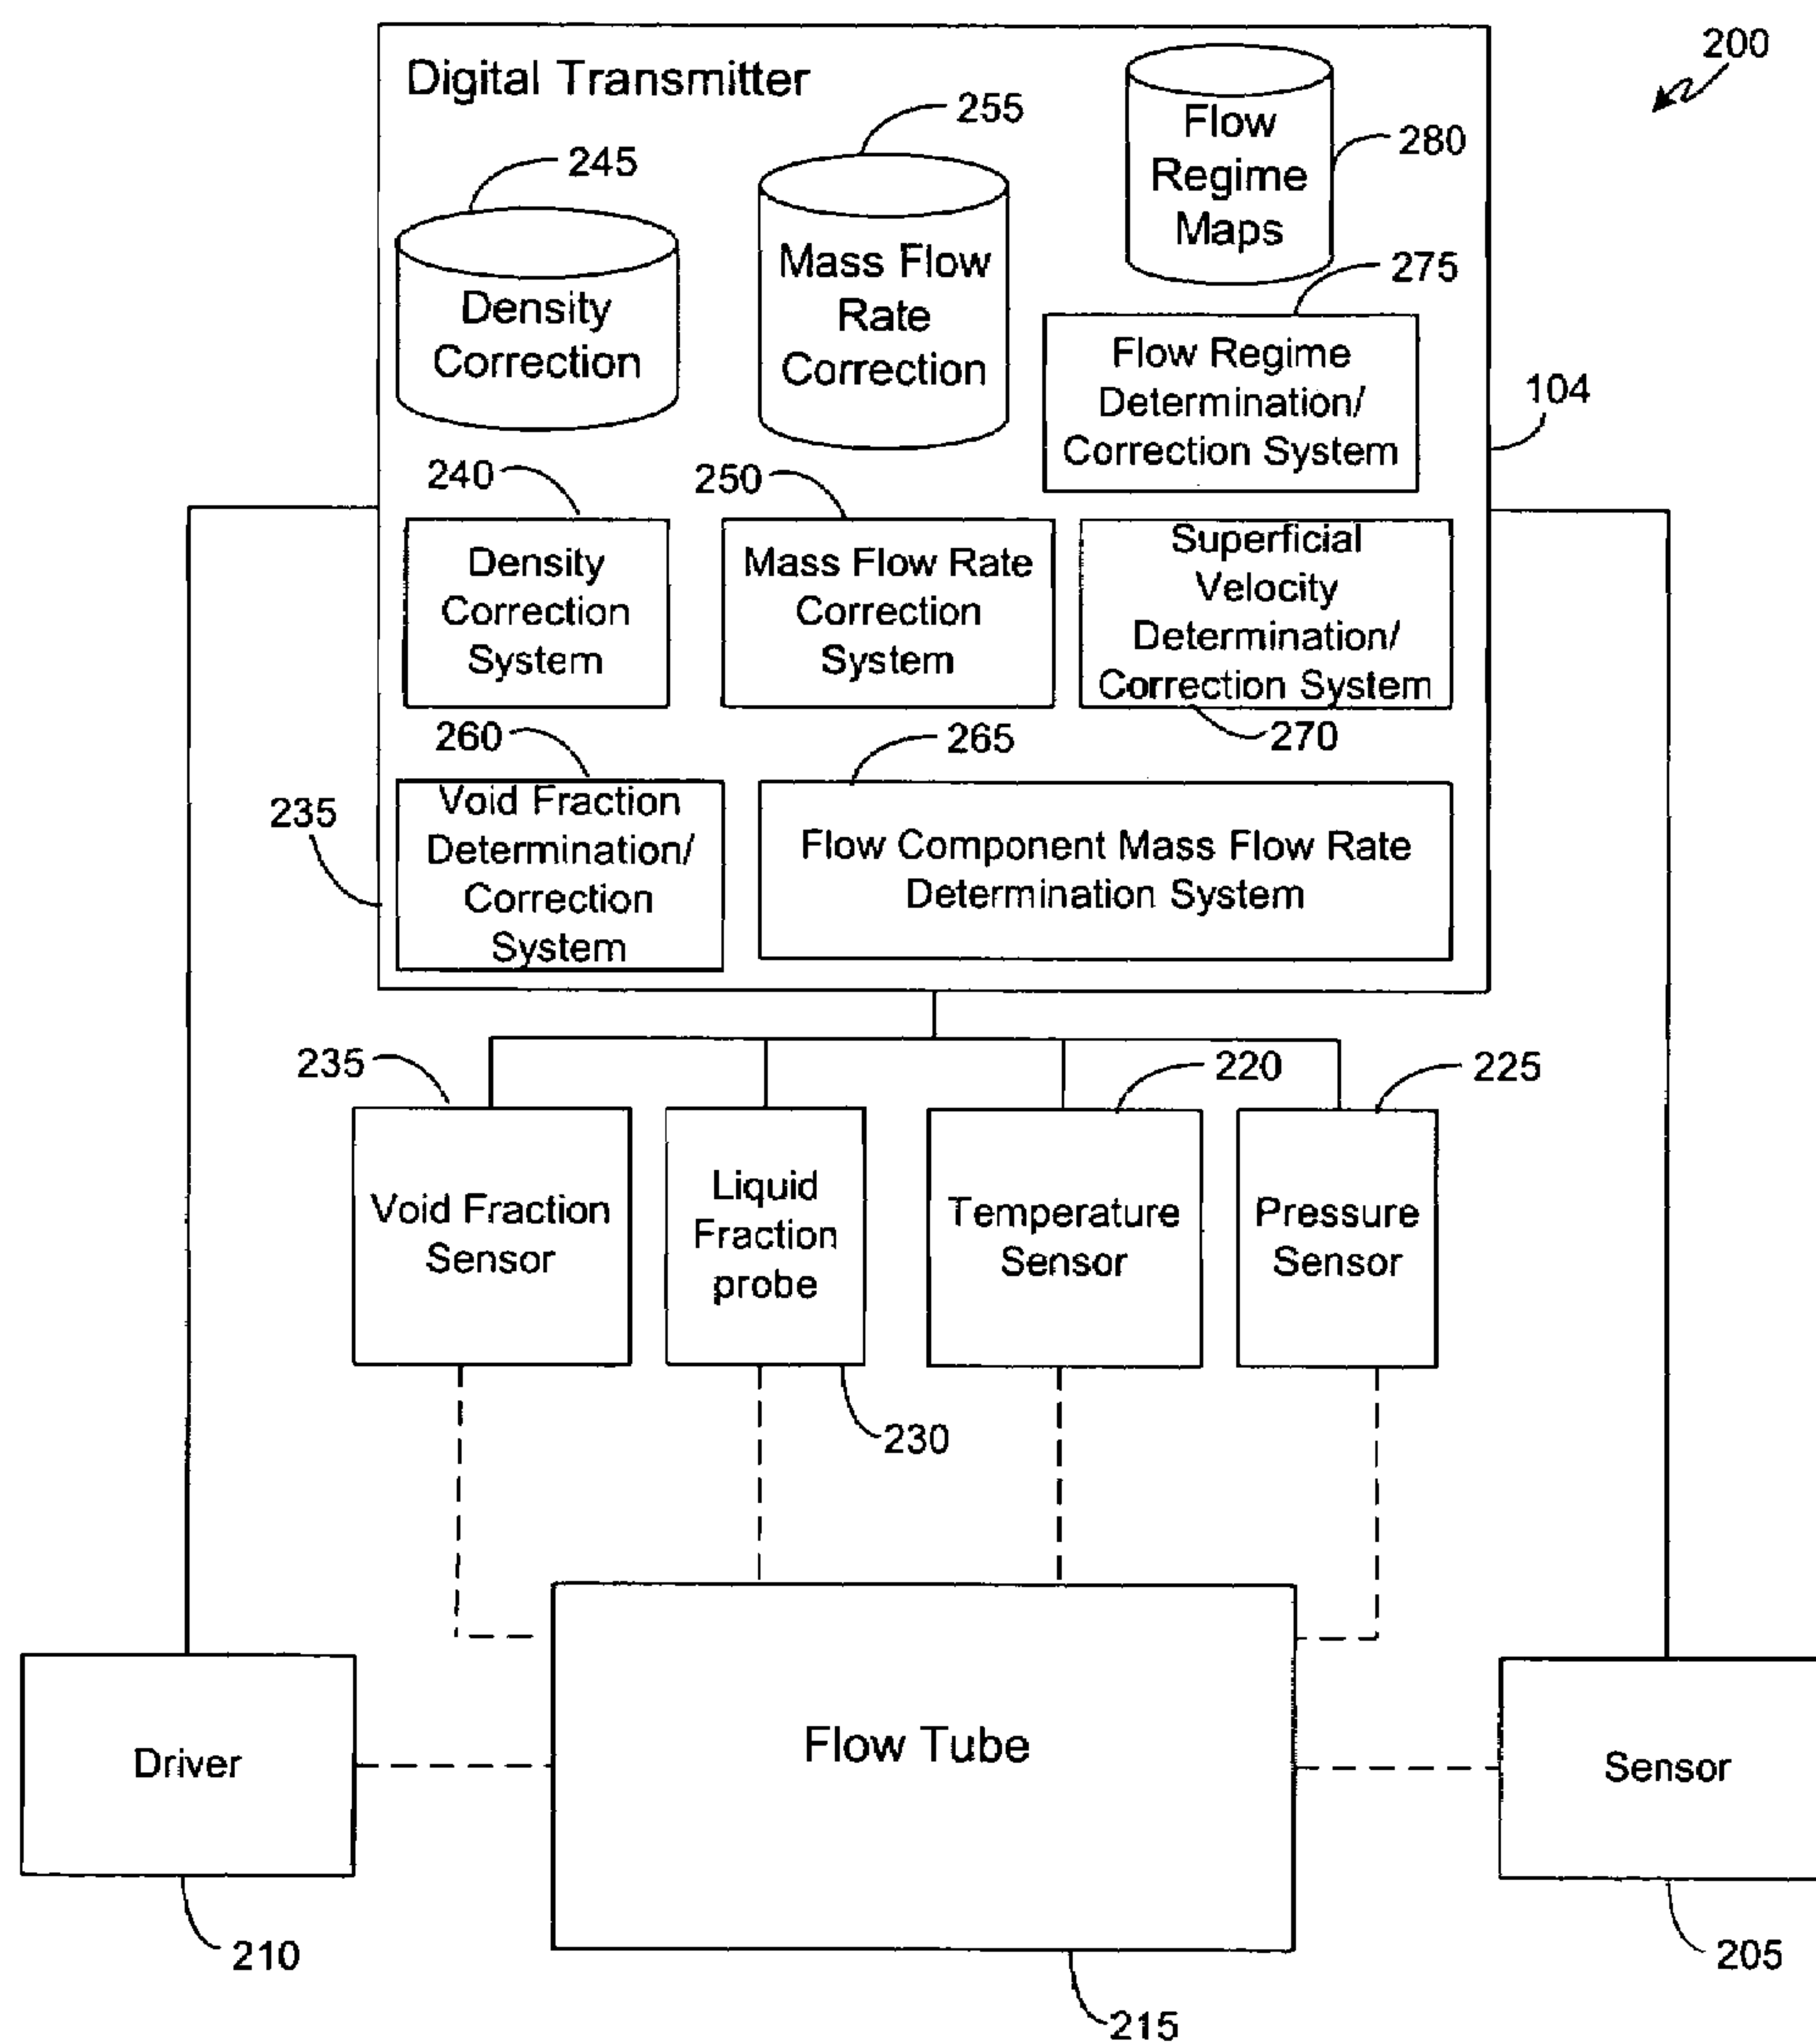 200
Digital Transmitter
255
245
280
Flow
Regime
Maps
Density
Correction
Mass Flow
Rate
Correction
275
Flow Regime
Determination/
Correction System
104
240
250
Density
Correction
System
Mass Flow Rate
Correction
System
Superficial
Velocity
Determination/
Correction System
260
265
270
235
Void Fraction
Determination/
Correction
System
Flow Component Mass Flow Rate
Determination System
235
220
225
Void Fraction
Sensor
Liquid
Fraction
probe
Temperature
Sensor
Pressure
Sensor
230
Driver
Flow Tube
Sensor
210
215
205